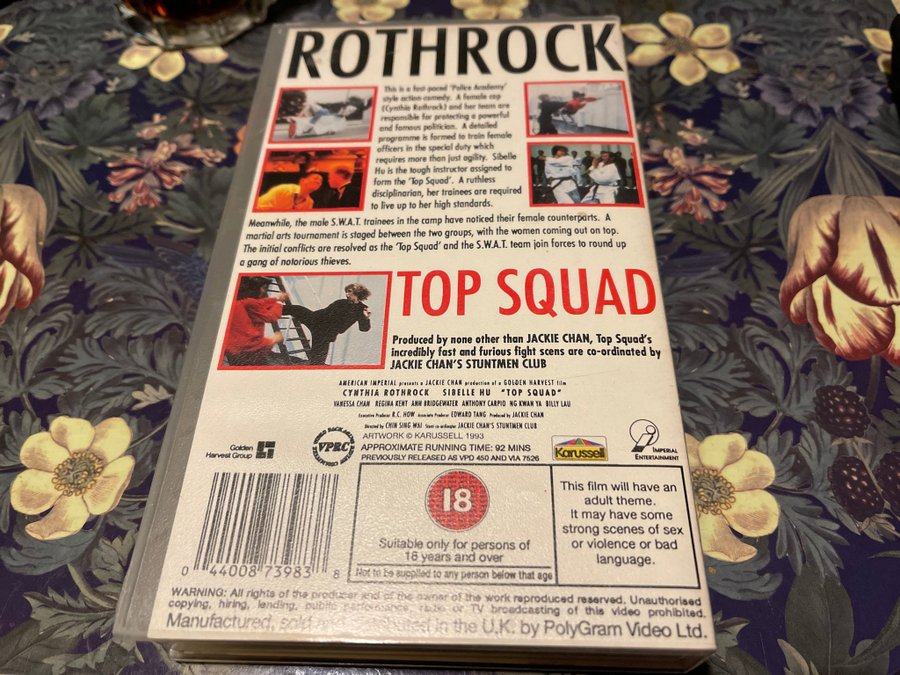 ROTHROCK
This is a fast-paced 'Police Academy'
style action comedy. A female cop
(Cynthia Rothrock) and her team are
responsible for protecting a powerful
and famous politician. A detailed
programme is formed to train female
officers in the special duty which
requires more than just agility. Sibelle
Hu is the tough instructor assigned to
form the 'Top Squad'. A ruthless
disciplinarian, her trainees are required
to live up to her high standards.
Meanwhile, the male S.W.A.T. trainees in the camp have noticed their female counterparts. A
martial arts tournament is staged between the two groups, with the women coming out on top.
The initial conflicts are resolved as the 'Top Squad' and the S.W.A.T. team join forces to round up
a gang of notorious thieves.
TOP SQUAD
Produced by none other than JACKIE CHAN, Top Squad's
incredibly fast and furious fight scens are co-ordinated by
JACKIE CHAN'S STUNTMEN CLUB
AMERICAN IMPERIAL presents a JACKIE CHAN production of a GOLDEN HARVEST film
CYNTHIA ROTHROCK SIBELLE HU "TOP SQUAD"
VANESSA CHAN REGINA KENT ANN BRIDGEWATER ANTHONY CARPIO NG KWAN YA BILLY LAU
Executive Producer R.C. HOW Associate Producer EDWARD TANG Produced by JACKIE CHAN
Directed by CHIN SING WAI Stunt co-ordinator JACKIE CHAN'S STUNTMEN CLUB
ARTWORK © KARUSSELL 1993
APPROXIMATE RUNNING TIME: 92 MINS
PREVIOUSLY RELEASED AS VPD 450 AND VIA 7526
Golden
Harvest Group
VPRC
Karussell
IMPERIAL
ENTERTAINMENT
18
Suitable only for persons of
18 years and over
Not to be supplied to any person below that age
This film will have an
adult theme.
It may have some
strong scenes of sex
or violence or bad
language.
0 44008 73983 8
WARNING: All rights of the producer and of the owner of the work reproduced reserved. Unauthorised
copying, hiring, lending, public performance, radio or TV broadcasting of this video prohibited.
Manufactured, sold in the U.K. by PolyGram Video Ltd.